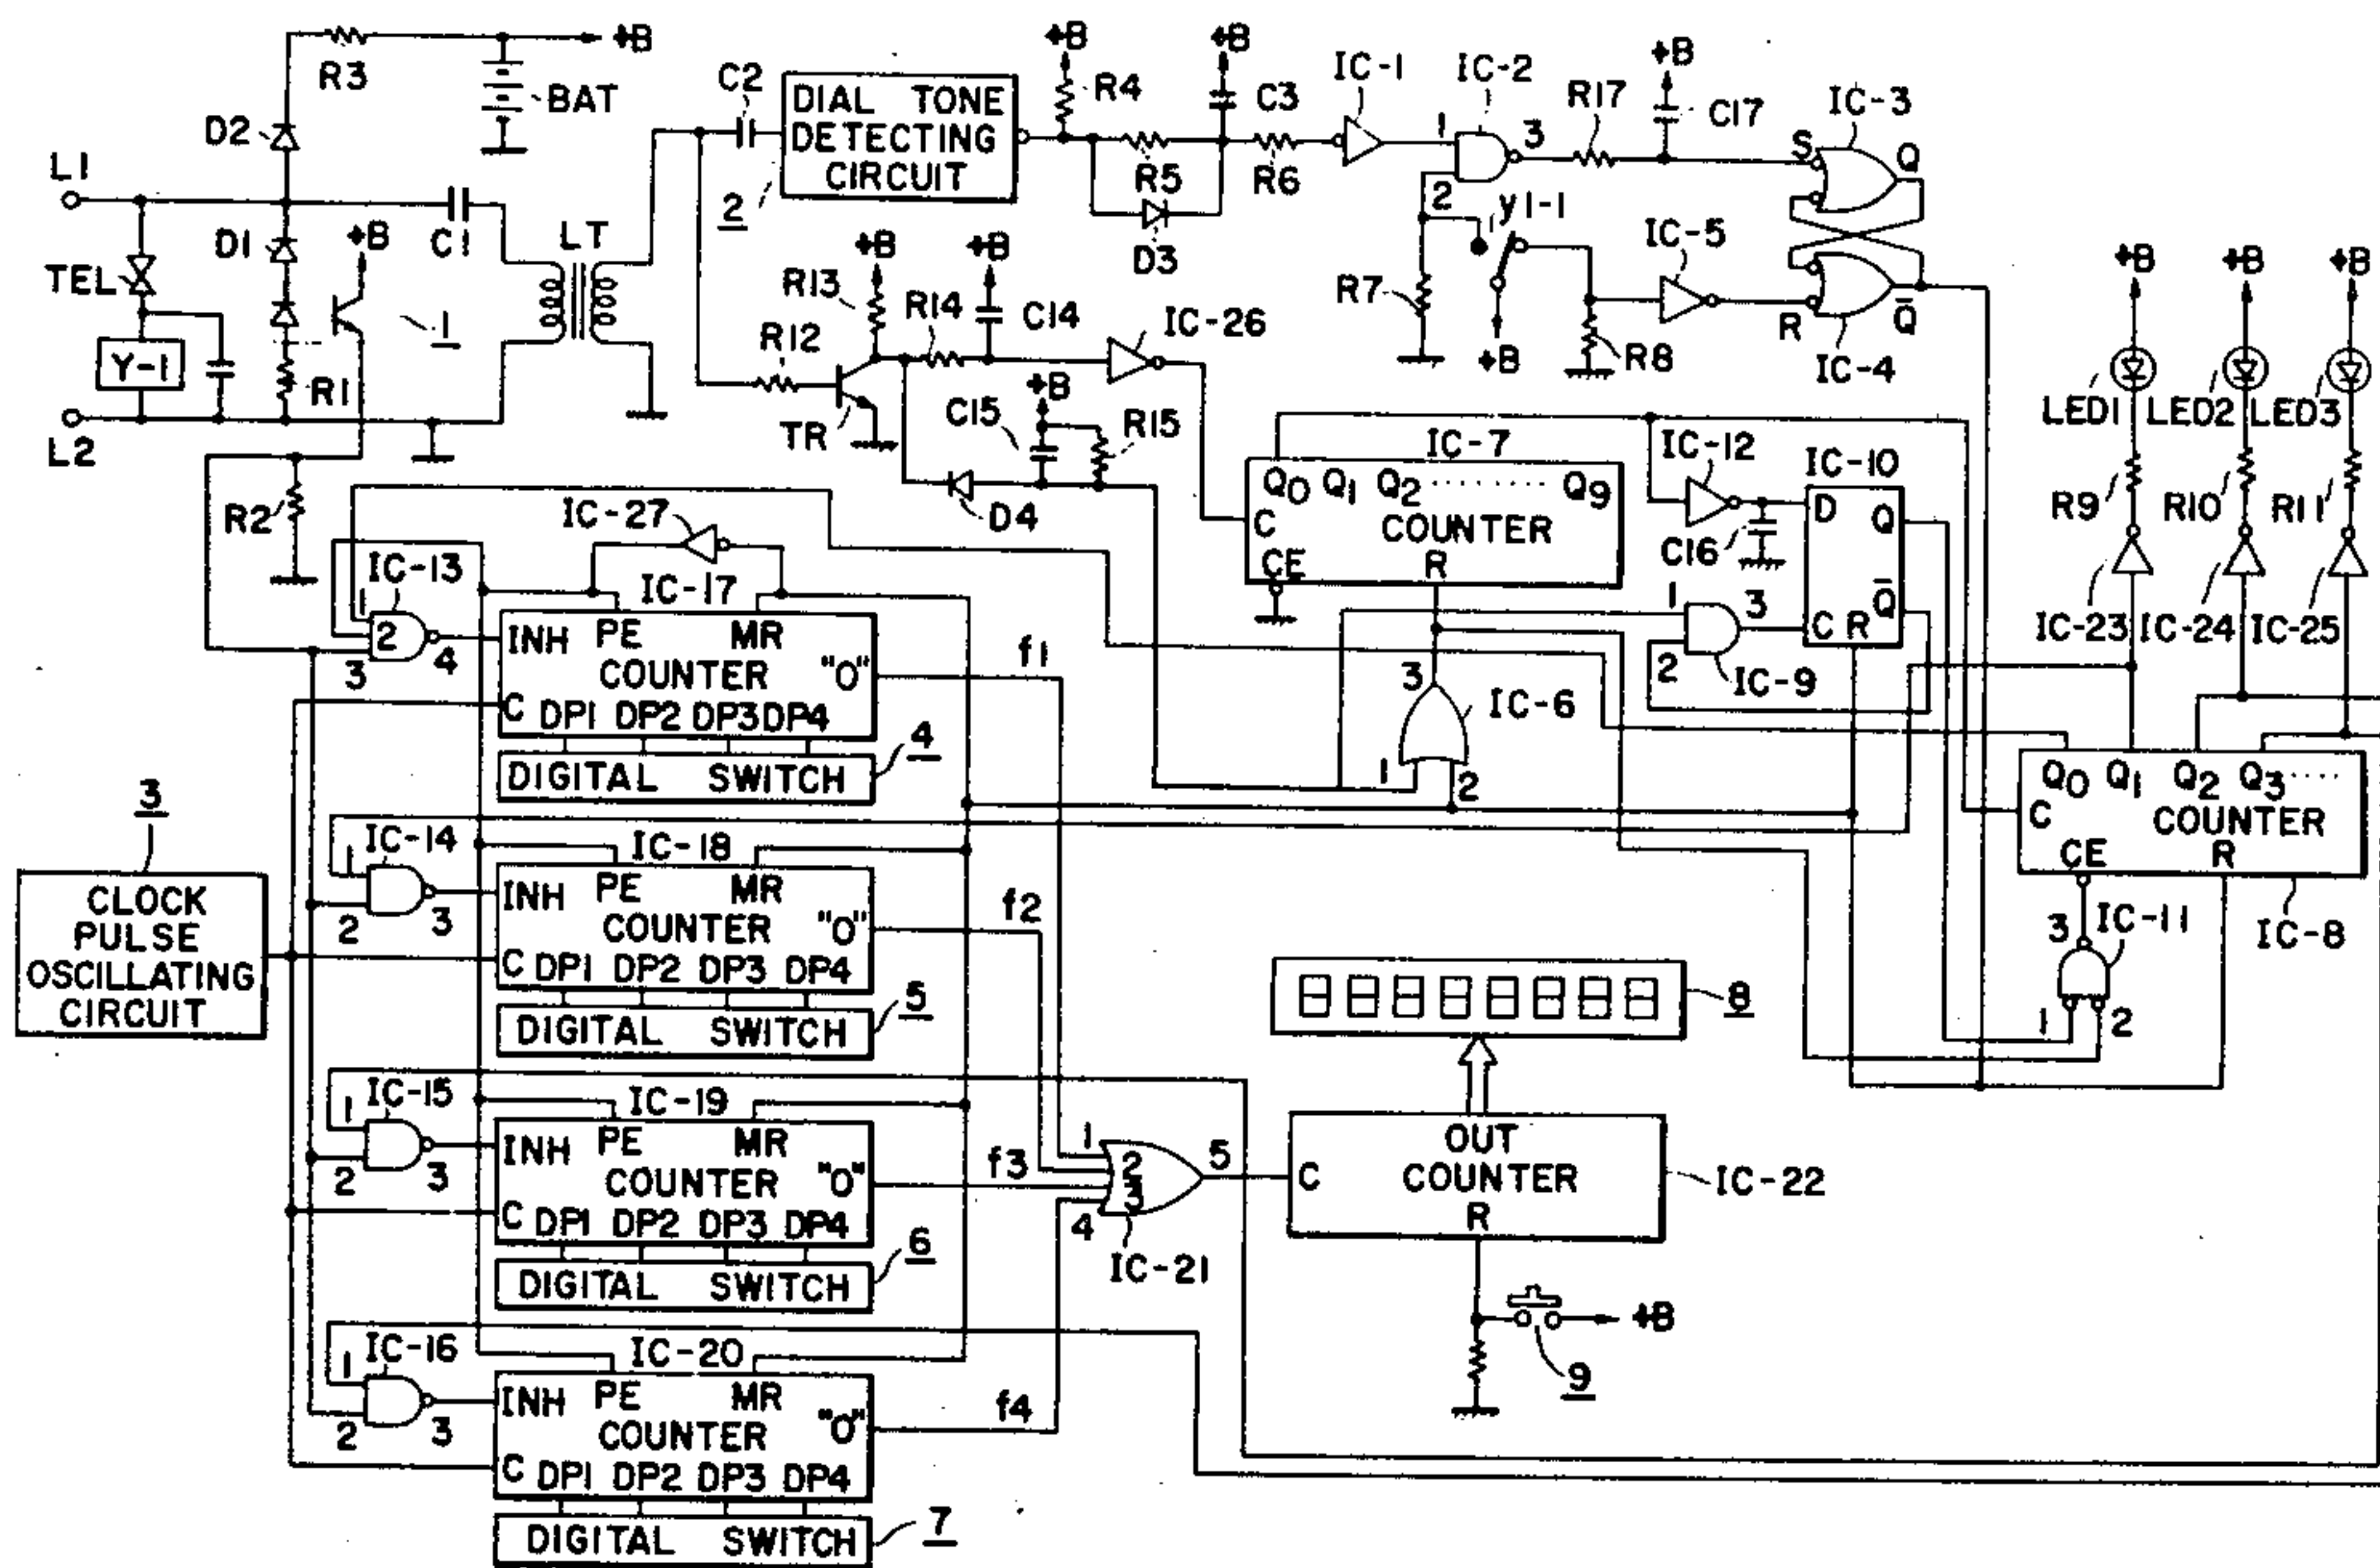 +B
R3
BAT
D2
L1
D1
+B
C1
LT
TEL
Y-1
R1
1
L2
R2
C2
DIAL TONE
DETECTING
CIRCUIT
2
+B
R4
+B
C3
R5
D3
R6
IC-1
IC-2
1
2
3
R17
+B
C17
IC-3
S
Q
y1-1
R7
+B
R8
IC-5
R
Q̄
IC-4
+B
R13
R14
+B
C14
IC-26
R12
TR
C15
+B
R15
D4
IC-7
Q0 Q1 Q2 ········ Q9
C
COUNTER
CE
R
IC-12
C16
IC-10
D
Q
Q̄
C R
1
2
3
IC-9
3
IC-6
1
2
+B
+B
+B
LED1
LED2
LED3
R9
R10
R11
IC-23
IC-24
IC-25
Q0 Q1 Q2 Q3 ·····
C
COUNTER
CE
R
IC-8
3
IC-11
1
2
IC-27
IC-13
1
2
3
4
IC-17
INH PE MR
COUNTER
"0"
C DP1 DP2 DP3 DP4
f1
DIGITAL SWITCH
4
3
CLOCK
PULSE
OSCILLATING
CIRCUIT
IC-14
1
2
3
IC-18
INH PE MR
COUNTER
"0"
C DP1 DP2 DP3 DP4
f2
DIGITAL SWITCH
5
IC-15
1
2
3
IC-19
INH PE MR
COUNTER
"0"
C DP1 DP2 DP3 DP4
f3
DIGITAL SWITCH
6
IC-16
1
2
3
IC-20
INH PE MR
COUNTER
"0"
C DP1 DP2 DP3 DP4
f4
DIGITAL SWITCH
7
1
2
3
4
5
IC-21
8
OUT
COUNTER
C
R
IC-22
+B
9